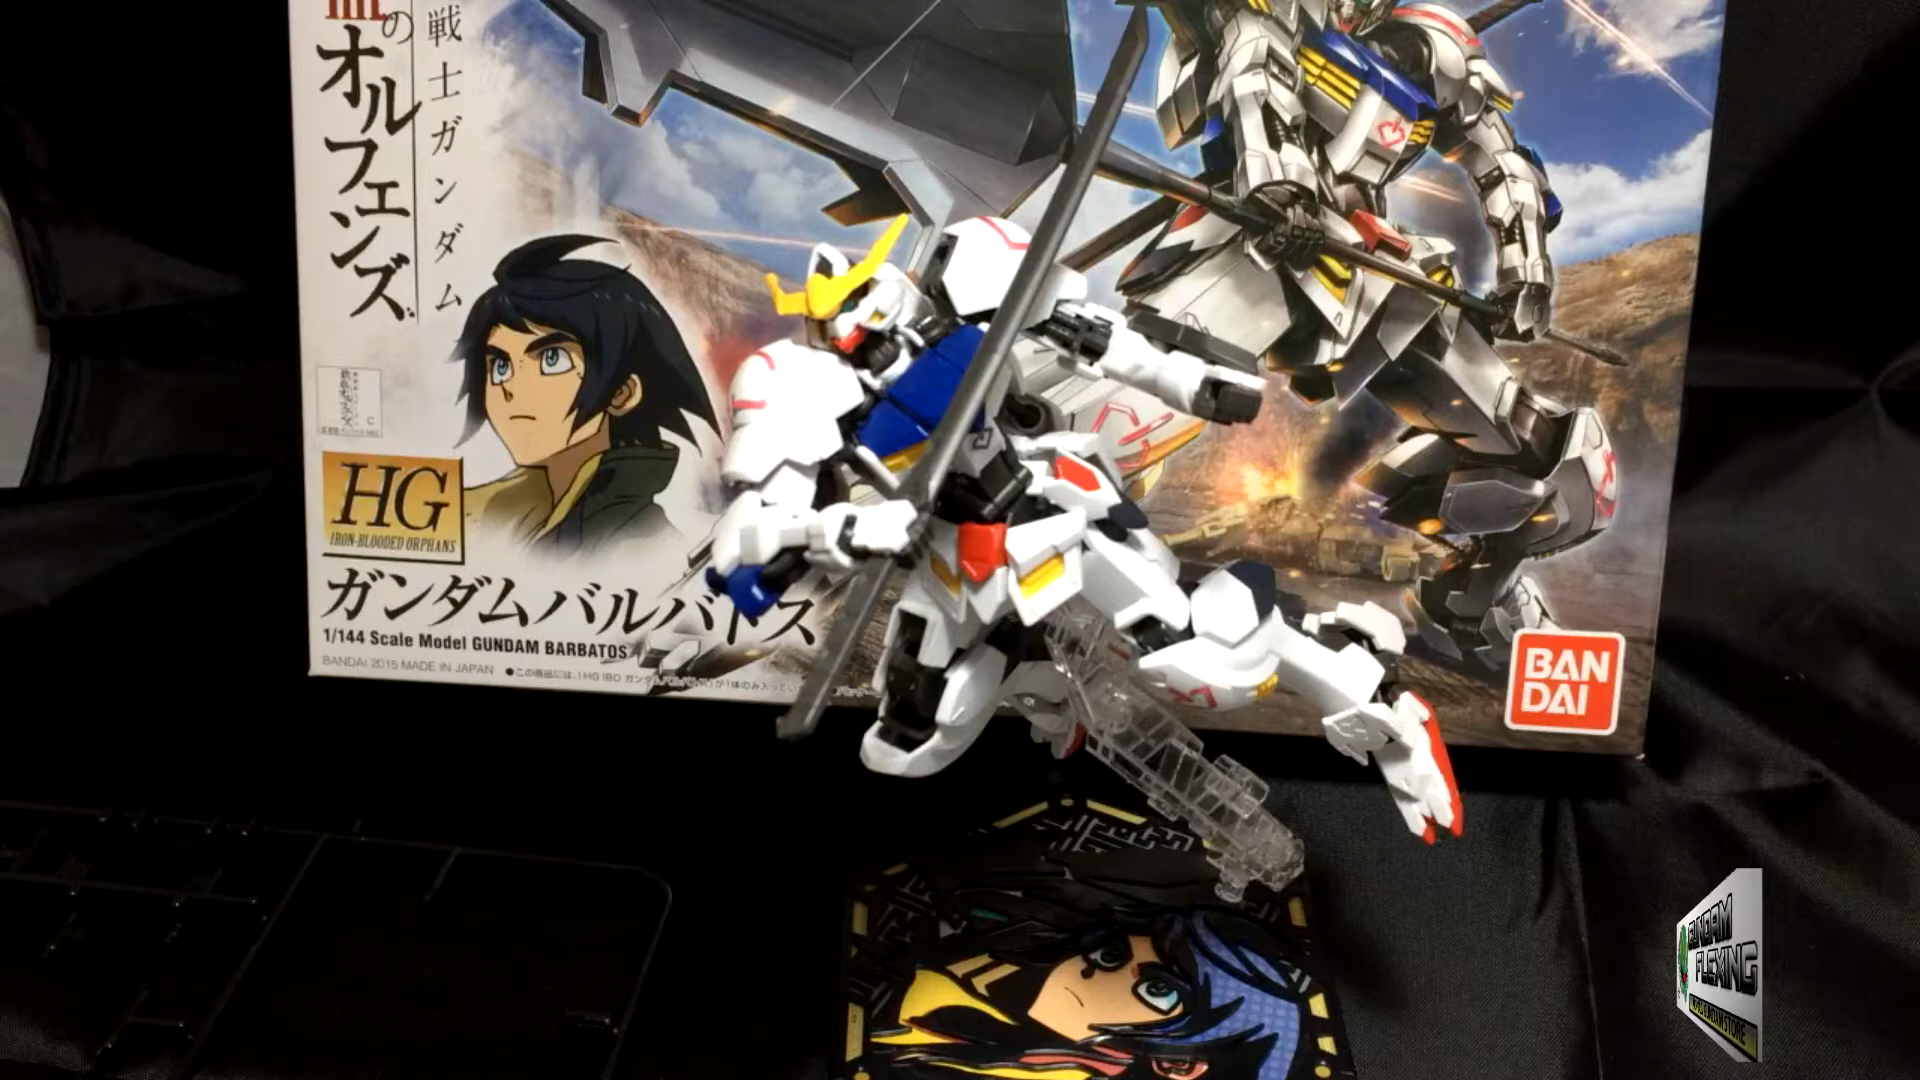 の
オルフェンズ
戦士ガンダム
HG
IRON-BLOODED ORPHANS
ガンダムバルバトス
1/144 Scale Model GUNDAM BARBATOS
BANDAI 2015 MADE IN JAPAN
BAN
DAI
GUNDAM
FLEXING